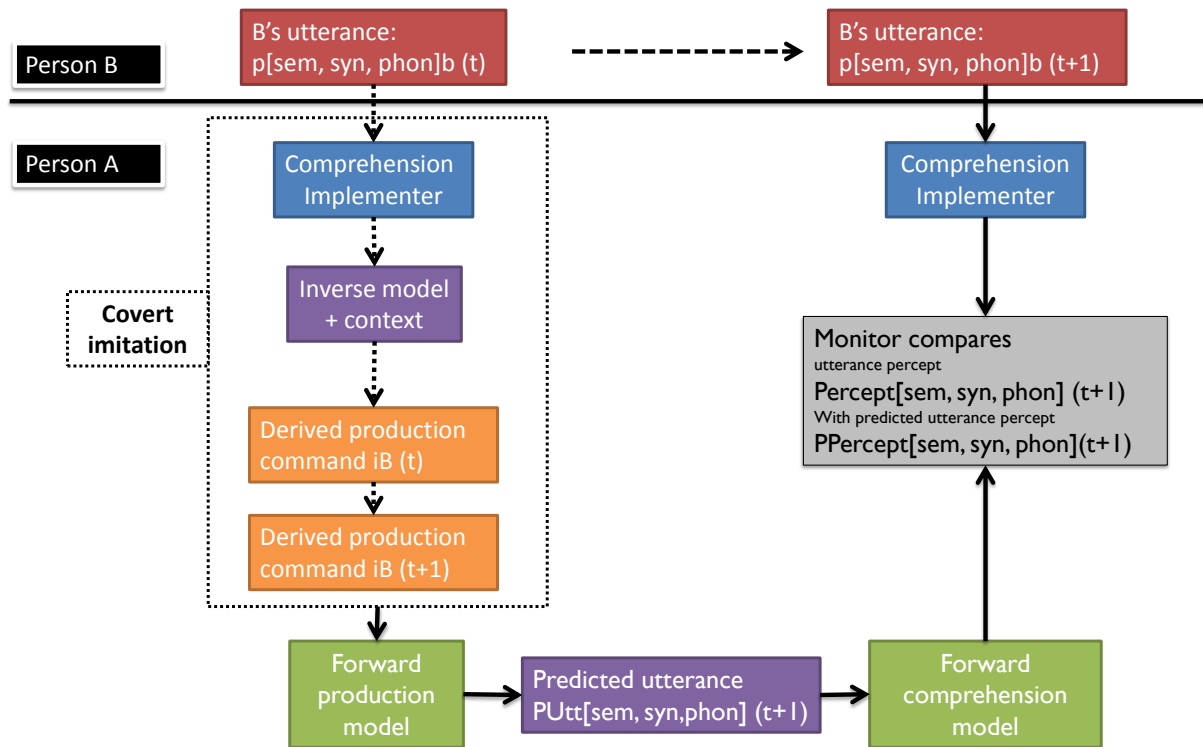 Person B
B’s utterance:
p[sem, syn, phon]b (t)
B’s utterance:
p[sem, syn, phon]b (t+1)
Person A
Comprehension
Implementer
Comprehension
Implementer
Inverse model
+ context
Covert
imitation
Monitor compares
utterance percept
Percept[sem, syn, phon] (t+1)
With predicted utterance percept
PPercept[sem, syn, phon](t+1)
Derived production
command iB (t)
Derived production
command iB (t+1)
Forward
production
model
Predicted utterance
PUtt[sem, syn,phon] (t+1)
Forward
comprehension
model